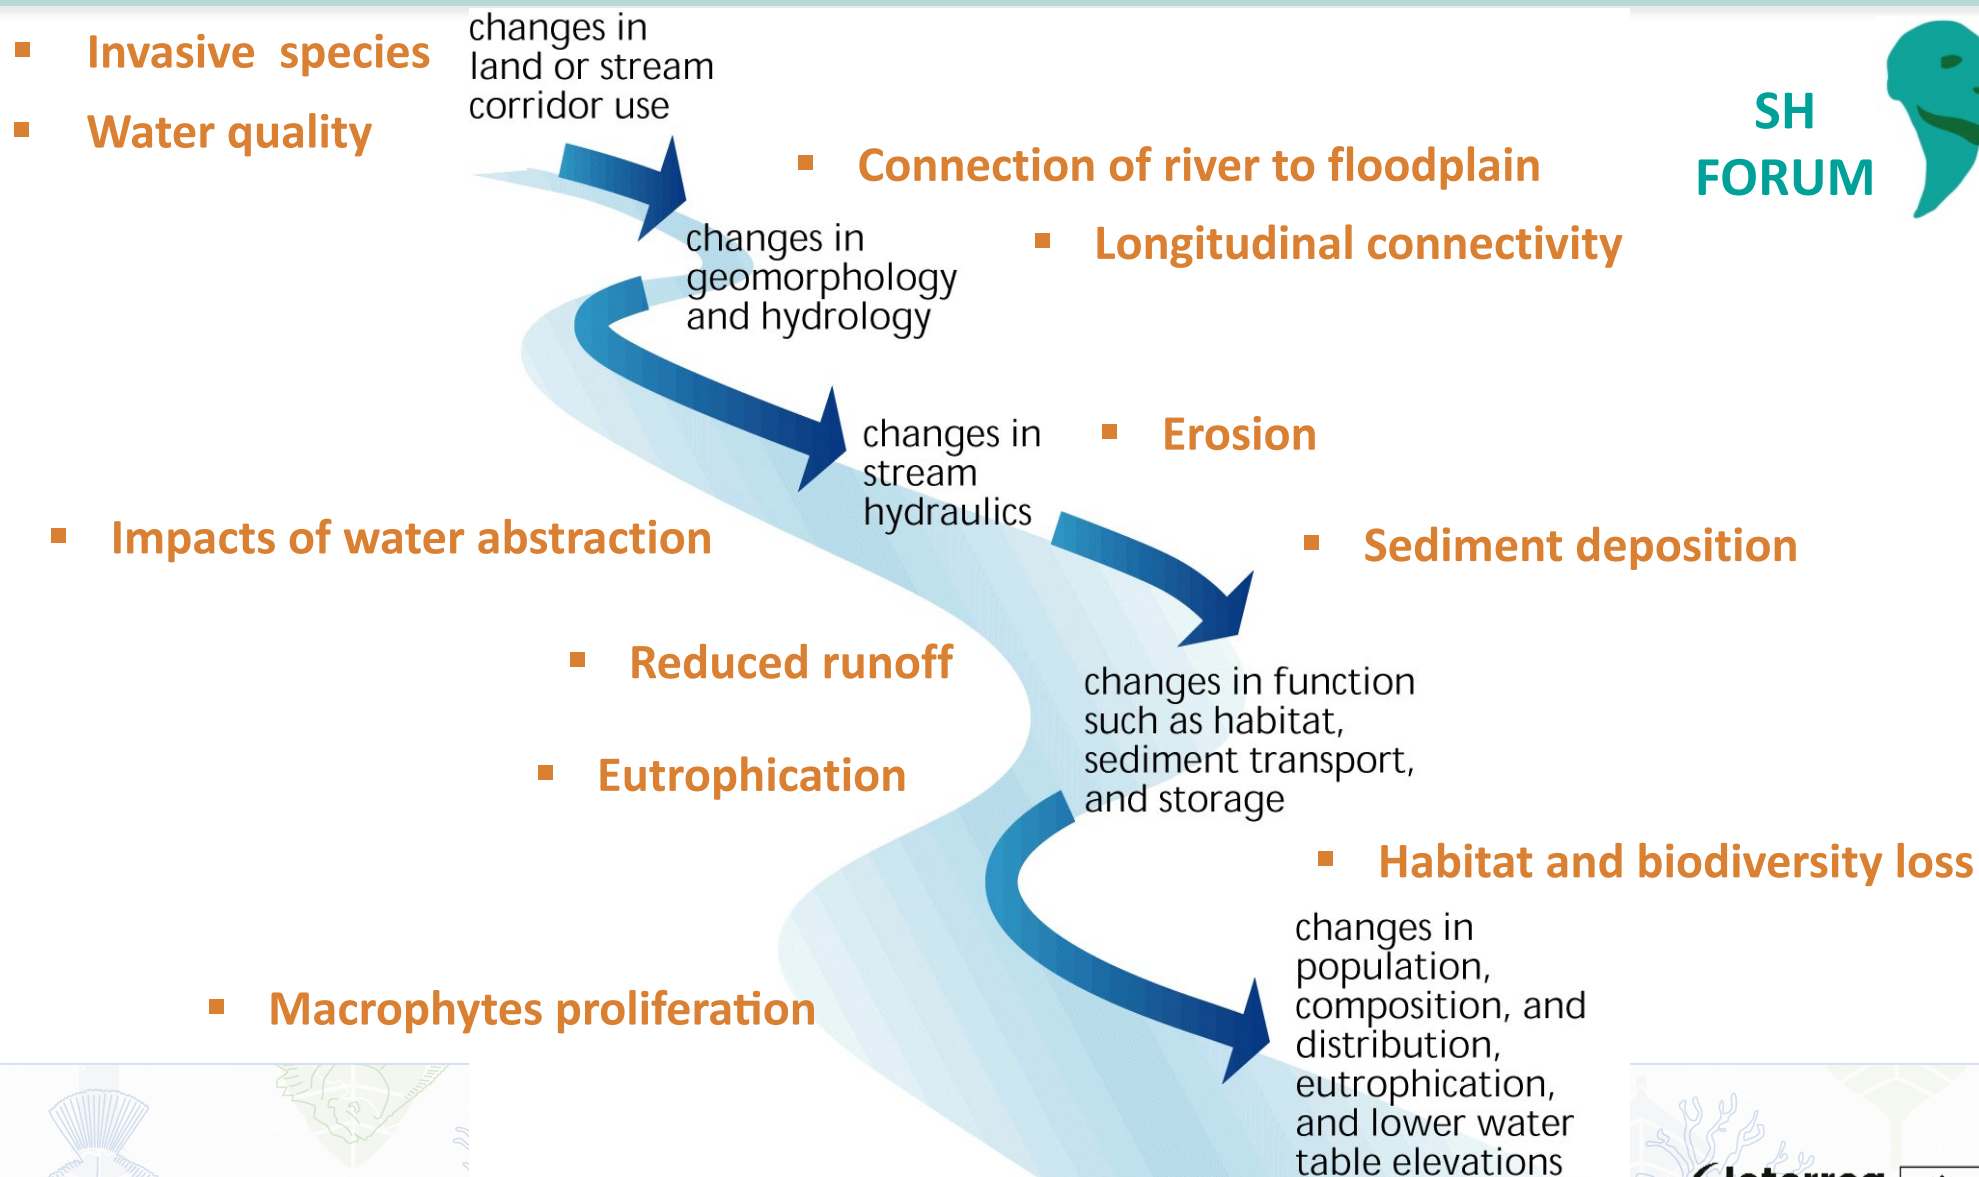 Invasive species
Water quality
changes in
land or stream
corridor use
SH
FORUM
Connection of river to floodplain
Longitudinal connectivity
changes in
geomorphology
and hydrology
changes in
stream
hydraulics
Erosion
Impacts of water abstraction
Sediment deposition
Reduced runoff
changes in function
such as habitat,
sediment transport,
and storage
Eutrophication
Habitat and biodiversity loss
changes in
population,
composition, and
distribution,
eutrophication,
and lower water
table elevations
Macrophytes proliferation